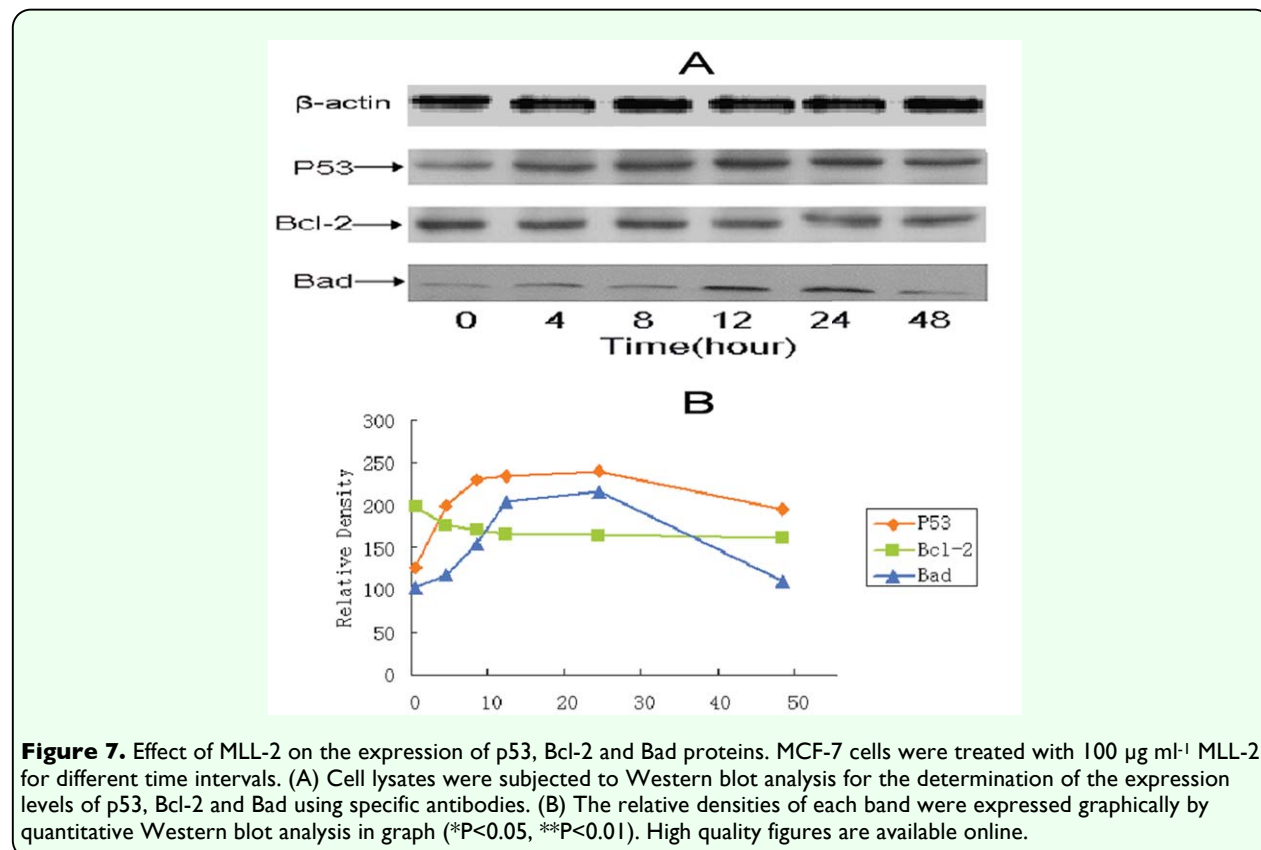 A
β-actin
P53
Bcl-2
Bad
0 4 8 12 24 48
Time(hour)
B
300
250
200
150
100
50
0
Relative Density
0 10 20 30 40 50
P53
Bcl-2
Bad
Figure 7. Effect of MLL-2 on the expression of p53, Bcl-2 and Bad proteins. MCF-7 cells were treated with 100 µg ml-1 MLL-2
for different time intervals. (A) Cell lysates were subjected to Western blot analysis for the determination of the expression
levels of p53, Bcl-2 and Bad using specific antibodies. (B) The relative densities of each band were expressed graphically by
quantitative Western blot analysis in graph (*P<0.05, **P<0.01). High quality figures are available online.